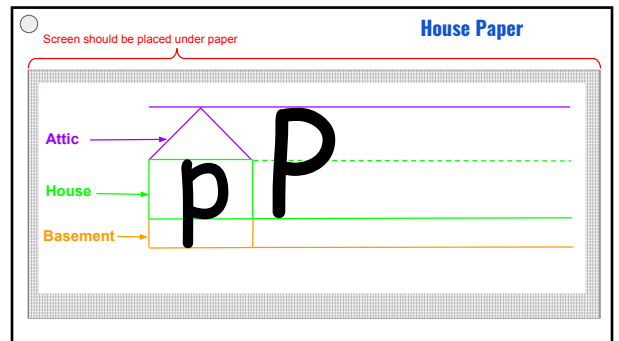 House Paper
Screen should be placed under paper
Attic
P
p
House
Basement